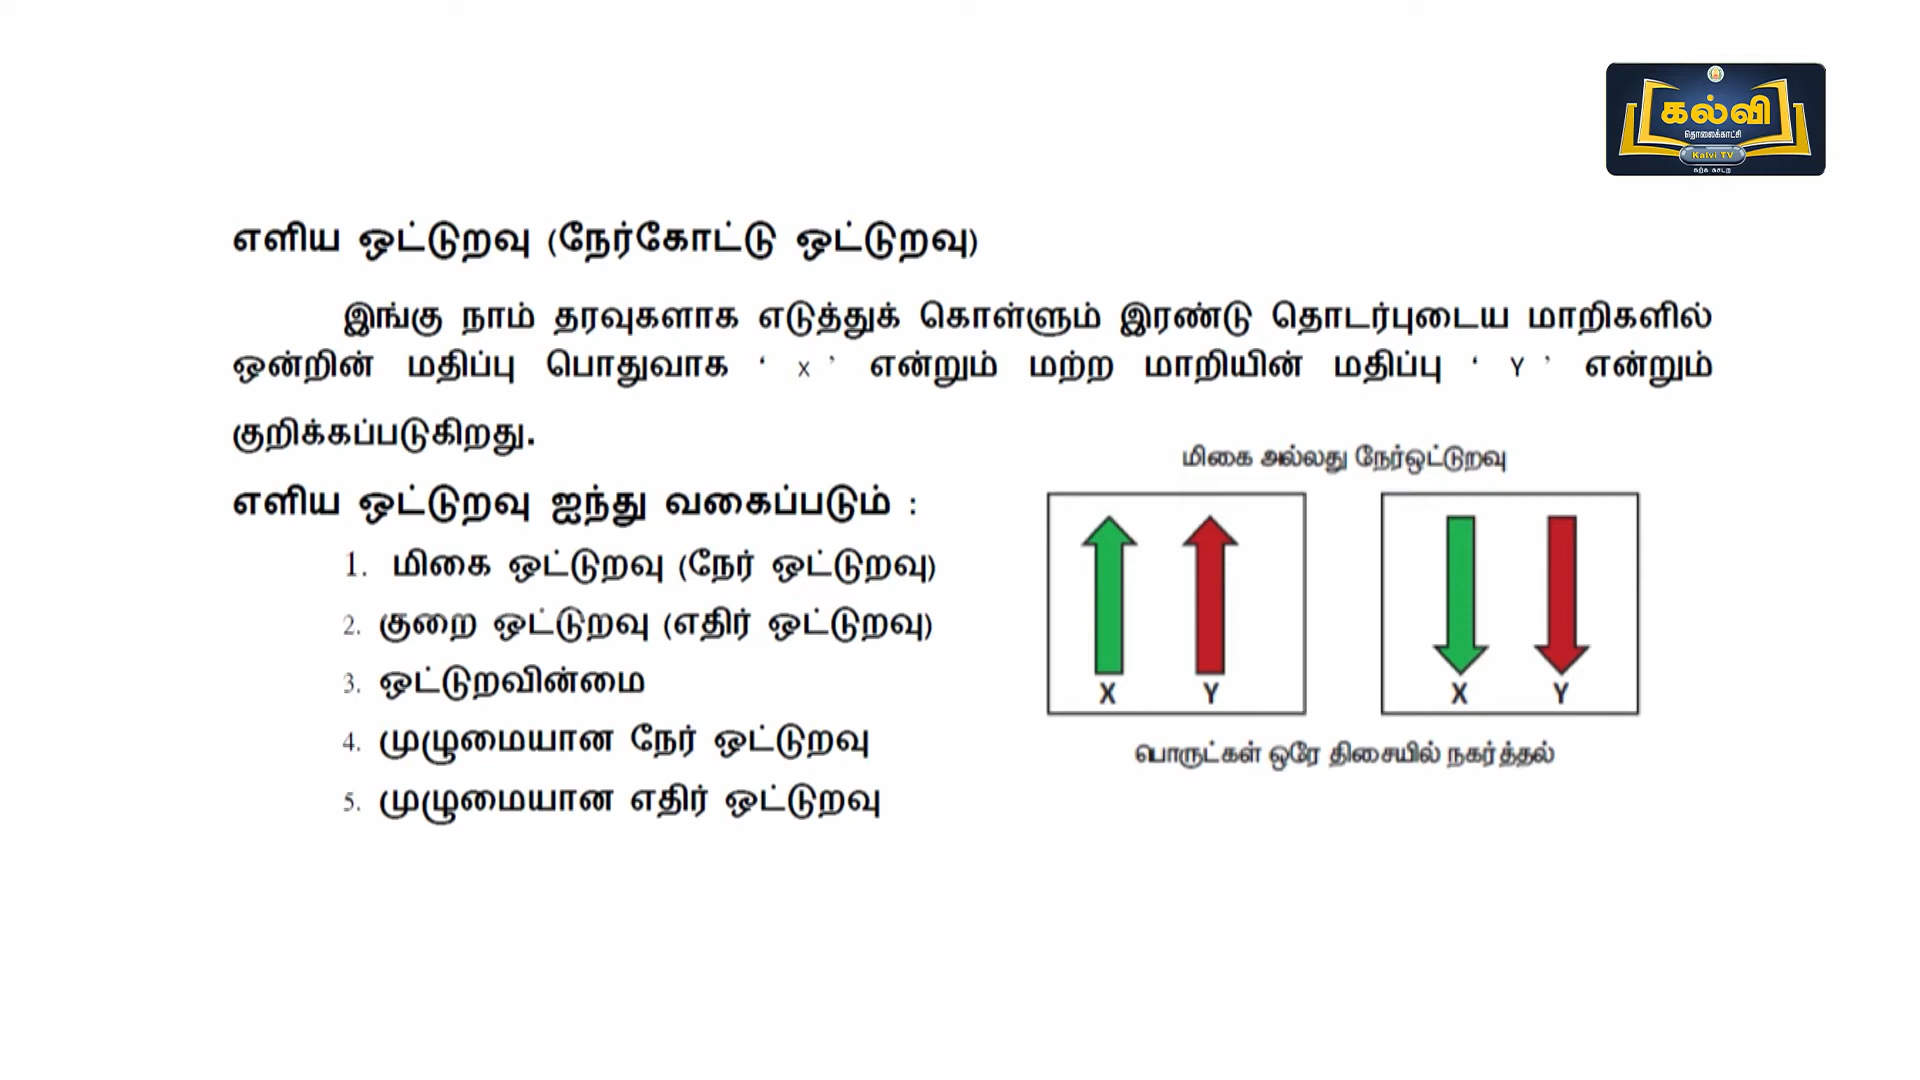 கல்வி
தொலைக்காட்சி
Kalvi TV
கற்க கசடற
எளிய ஒட்டுறவு (நேர்கோட்டு ஒட்டுறவு)
இங்கு நாம் தரவுகளாக எடுத்துக் கொள்ளும் இரண்டு தொடர்புடைய மாறிகளில்
ஒன்றின் மதிப்பு பொதுவாக ‘ x ’ என்றும் மற்ற மாறியின் மதிப்பு ‘ Y ’ என்றும்
குறிக்கப்படுகிறது.
எளிய ஒட்டுறவு ஐந்து வகைப்படும் :
1. மிகை ஒட்டுறவு (நேர் ஒட்டுறவு)
2. குறை ஒட்டுறவு (எதிர் ஒட்டுறவு)
3. ஒட்டுறவின்மை
4. முழுமையான நேர் ஒட்டுறவு
5. முழுமையான எதிர் ஒட்டுறவு
மிகை அல்லது நேர்ஒட்டுறவு
X Y X Y
பொருட்கள் ஒரே திசையில் நகர்த்தல்